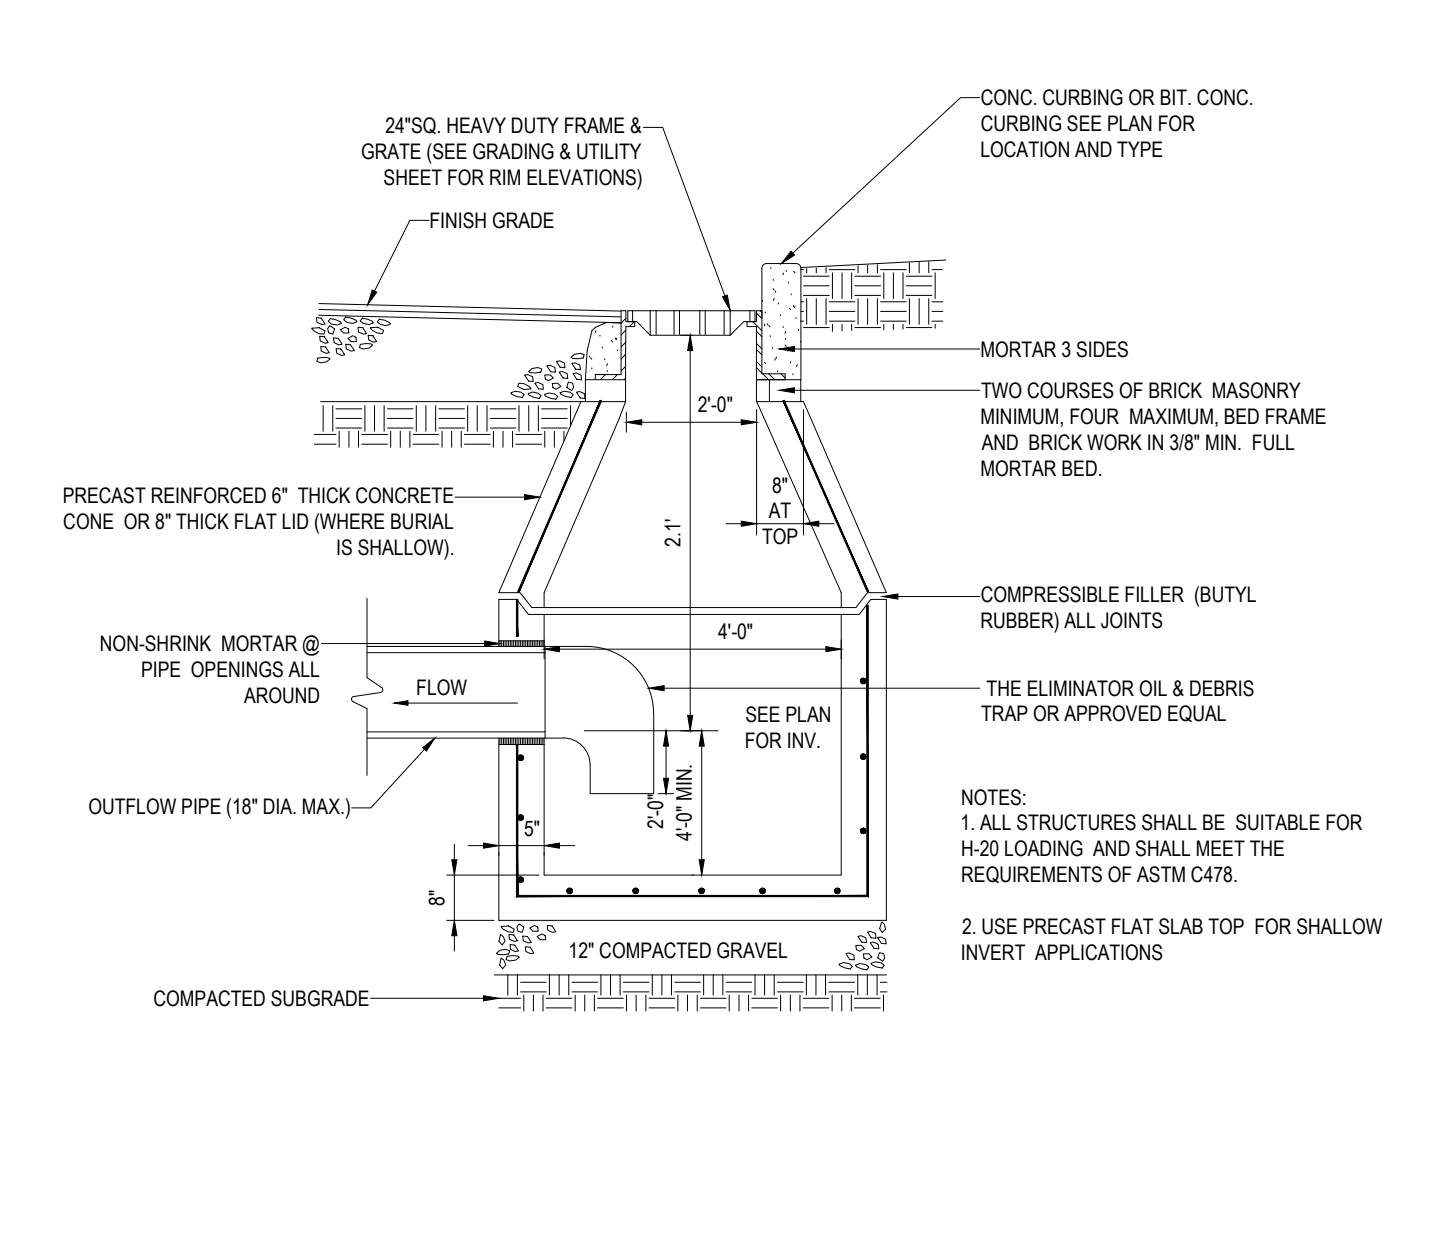 CONC. CURBING OR BIT. CONC.
CURBING SEE PLAN FOR
LOCATION AND TYPE
24"SQ. HEAVY DUTY FRAME &
GRATE (SEE GRADING & UTILITY
SHEET FOR RIM ELEVATIONS)
FINISH GRADE
MORTAR 3 SIDES
TWO COURSES OF BRICK MASONRY
MINIMUM, FOUR MAXIMUM, BED FRAME
AND BRICK WORK IN 3/8" MIN. FULL
MORTAR BED.
2'-0"
8"
AT
TOP
2.1'
PRECAST REINFORCED 6" THICK CONCRETE
CONE OR 8" THICK FLAT LID (WHERE BURIAL
IS SHALLOW).
COMPRESSIBLE FILLER (BUTYL
RUBBER) ALL JOINTS
4'-0"
NON-SHRINK MORTAR @
PIPE OPENINGS ALL
AROUND
FLOW
THE ELIMINATOR OIL & DEBRIS
TRAP OR APPROVED EQUAL
SEE PLAN
FOR INV.
OUTFLOW PIPE (18" DIA. MAX.)
2'-0"
4'-0" MIN.
5"
8"
NOTES:
1. ALL STRUCTURES SHALL BE SUITABLE FOR
H-20 LOADING AND SHALL MEET THE
REQUIREMENTS OF ASTM C478.
2. USE PRECAST FLAT SLAB TOP FOR SHALLOW
INVERT APPLICATIONS
12" COMPACTED GRAVEL
COMPACTED SUBGRADE